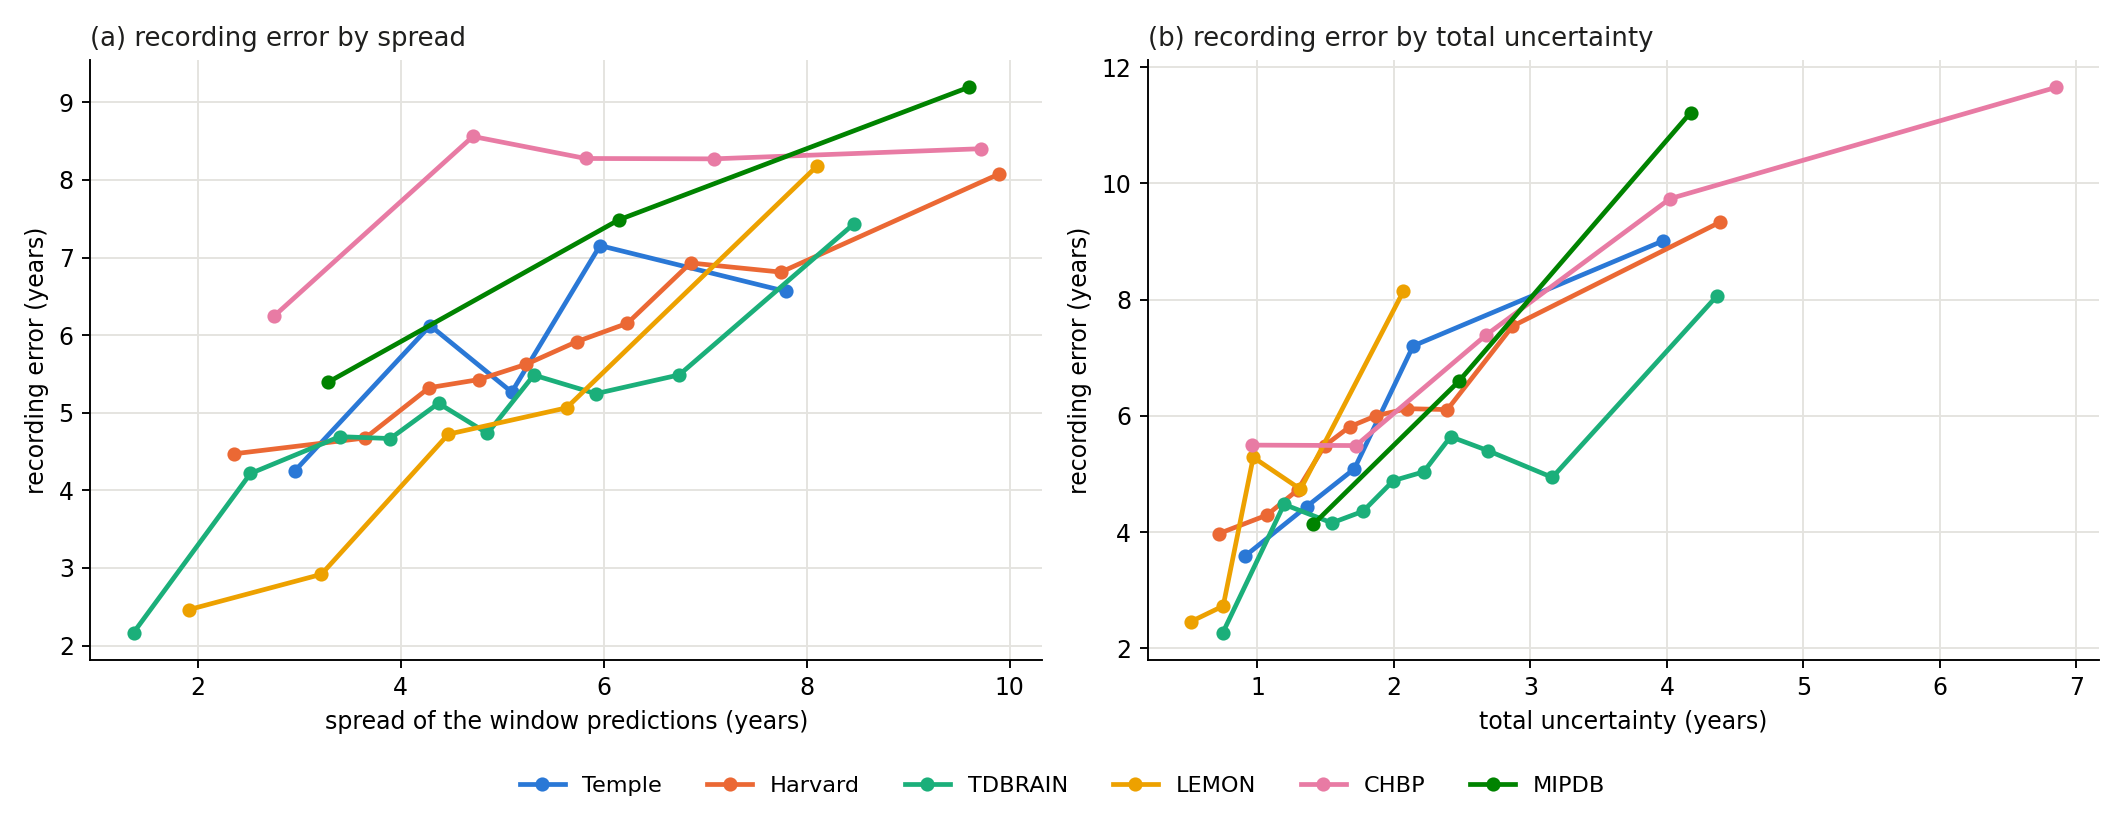 (a) recording error by spread
recording error (years)
9
8
7
6
5
4
3
2
2 4 6 8 10
spread of the window predictions (years)
(b) recording error by total uncertainty
recording error (years)
12
10
8
6
4
2
1 2 3 4 5 6 7
total uncertainty (years)
Temple Harvard TDBRAIN LEMON CHBP MIPDB